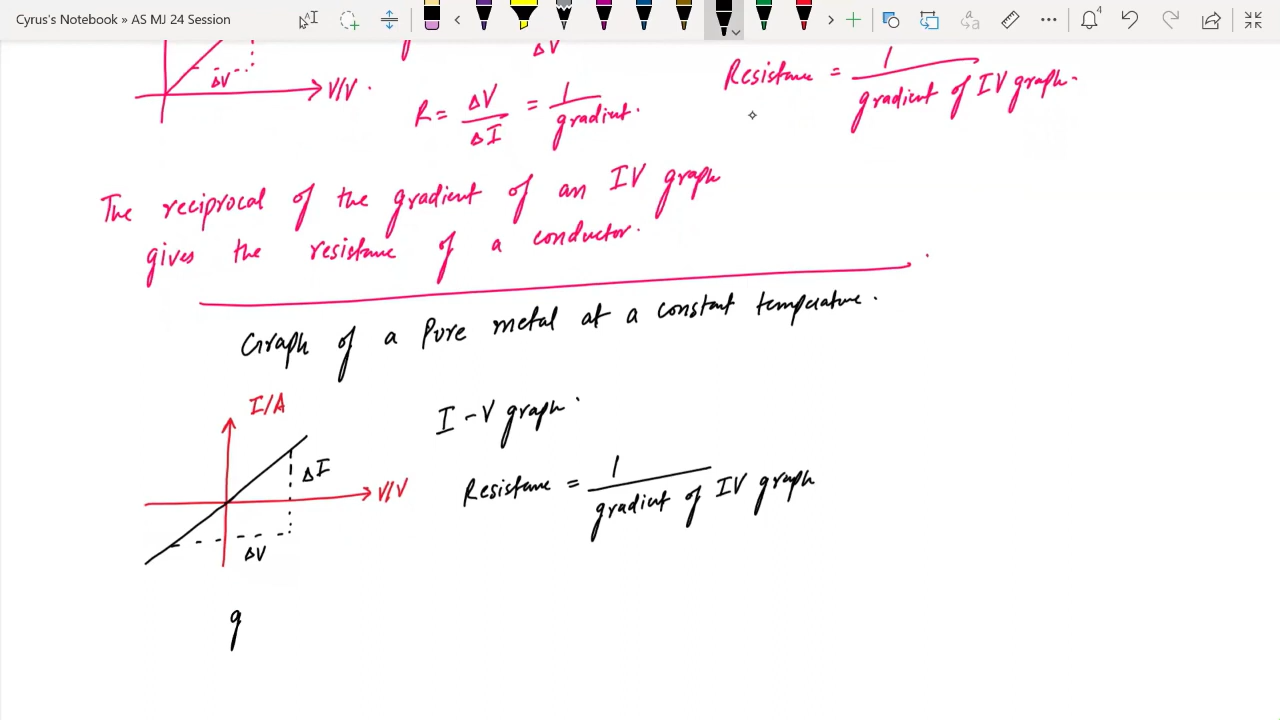 Cyrus's Notebook » AS MJ 24 Session
ΔV
V/V.
ΔV
R = ΔV/ΔI = 1/gradient.
Resistance = 1/gradient of IV graph.
The reciprocal of the gradient of an IV graph
gives the resistance of a conductor.
Graph of a Pure metal at a constant temperature.
I/A
ΔI
V/V
ΔV
I-V graph.
Resistance = 1/gradient of IV graph
g